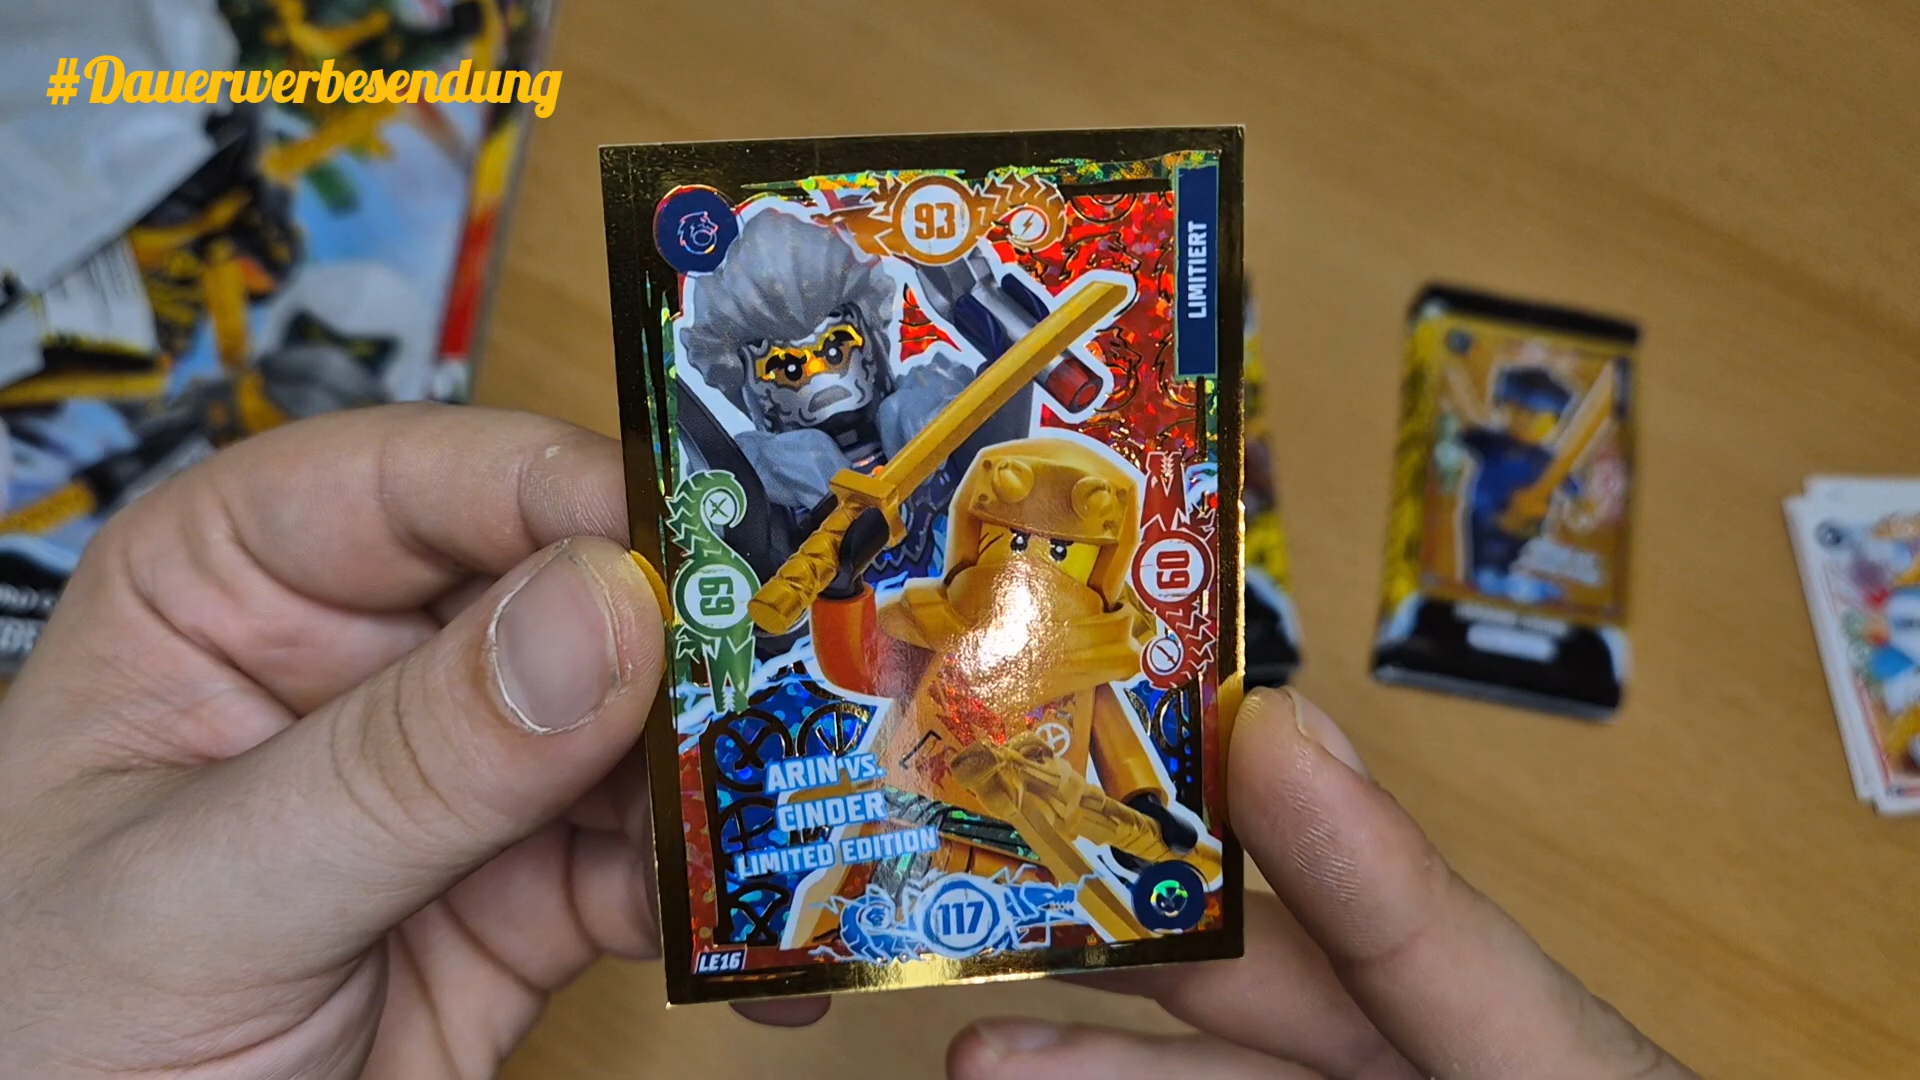 #Dauerwerbesendung
93
LIMITIERT
69
60
ARIN VS.
CINDER
LIMITED EDITION
117
LE16